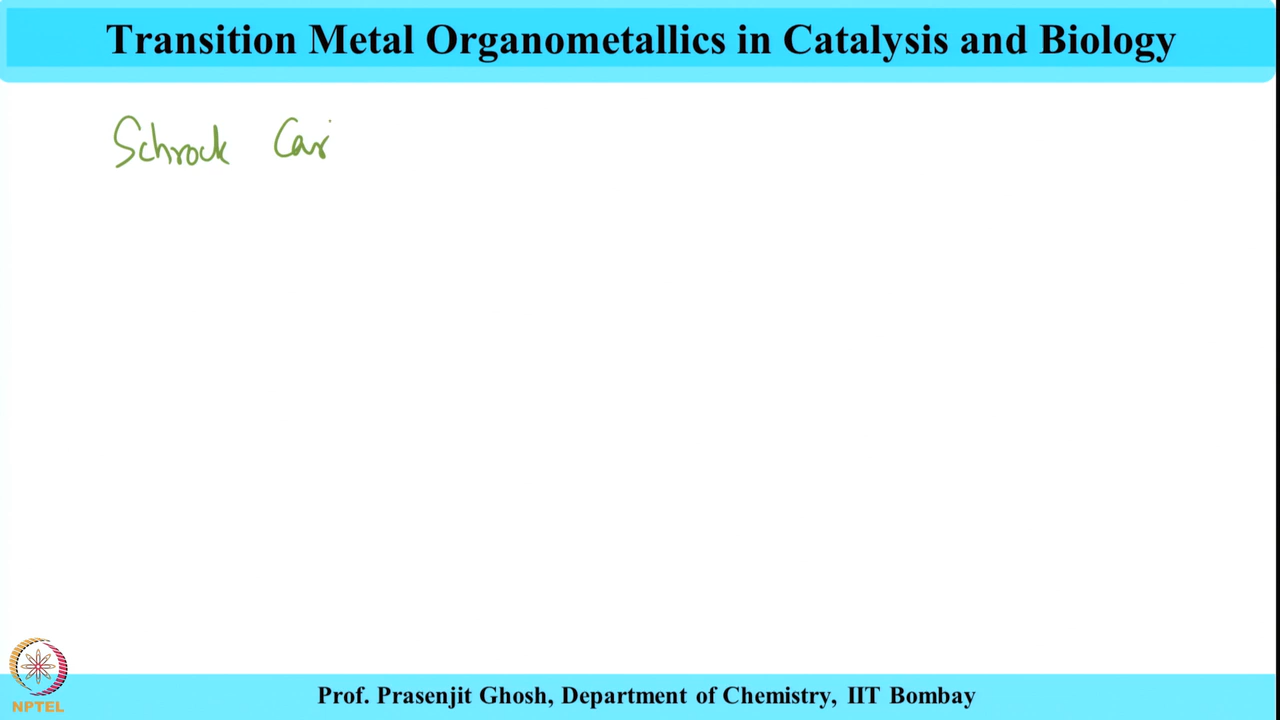 Transition Metal Organometallics in Catalysis and Biology
Schrock Car
NPTEL
Prof. Prasenjit Ghosh, Department of Chemistry, IIT Bombay